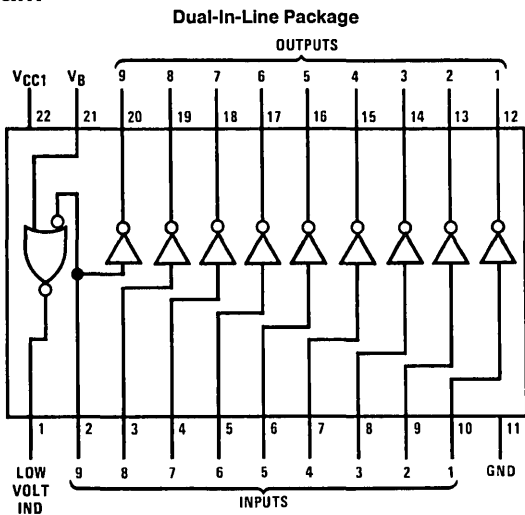 Dual-In-Line Package
OUTPUTS
VCC1 VB 9 8 7 6 5 4 3 2 1
22 21 20 19 18 17 16 15 14 13 12
1 2 3 4 5 6 7 8 9 10 11
LOW 9 8 7 6 5 4 3 2 1 GND
VOLT
IND
INPUTS